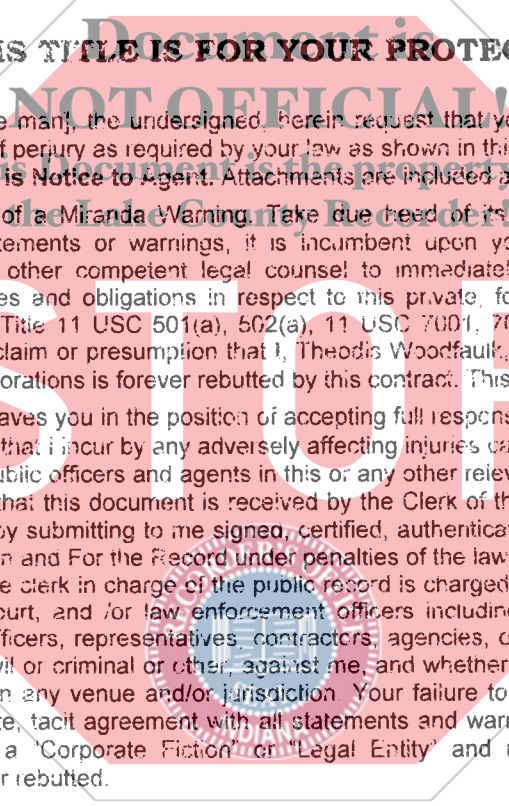 Document is
IS TITLE IS FOR YOUR PROTEC
NOT OFFICIAL!
e man], the undersigned, herein request that yo
f perjury as required by your law as shown in thi
This Document is the property
is Notice to Agent. Attachments are included a
the Lake County Recorder!
of a Miranda Warning. Take due heed of its
tements or warnings, it is incumbent upon yo
other competent legal counsel to immediatel
es and obligations in respect to this private, fo
Title 11 USC 501(a), 502(a), 11 USC 7001, 70
claim or presumption that I, Theodis Woodfaulk,
orations is forever rebutted by this contract. This
STOP
aves you in the position of accepting full respons
that I incur by any adversely affecting injuries ca
ublic officers and agents in this or any other relev
that this document is received by the Clerk of th
by submitting to me signed, certified, authentica
n and For the Record under penalties of the law
e clerk in charge of the public record is charged
ourt, and /or law enforcement officers includin
fficers, representatives, contractors, agencies, o
vil or criminal or other, against me, and whether
n any venue and/or jurisdiction. Your failure to
te, tacit agreement with all statements and warn
a "Corporate Fiction" or "Legal Entity" and
r rebutted.
INDIANA